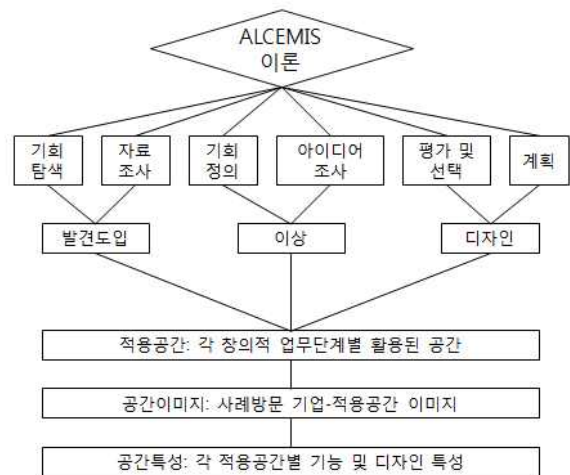 ALCEMIS
이론
기회
탐색
자료
조사
기회
정의
아이디어
조사
평가 및
선택
계획
발견도입
이상
디자인
적용공간: 각 창의적 업무단계별 활용된 공간
공간이미지: 사례방문 기업-적용공간 이미지
공간특성: 각 적용공간별 기능 및 디자인 특성